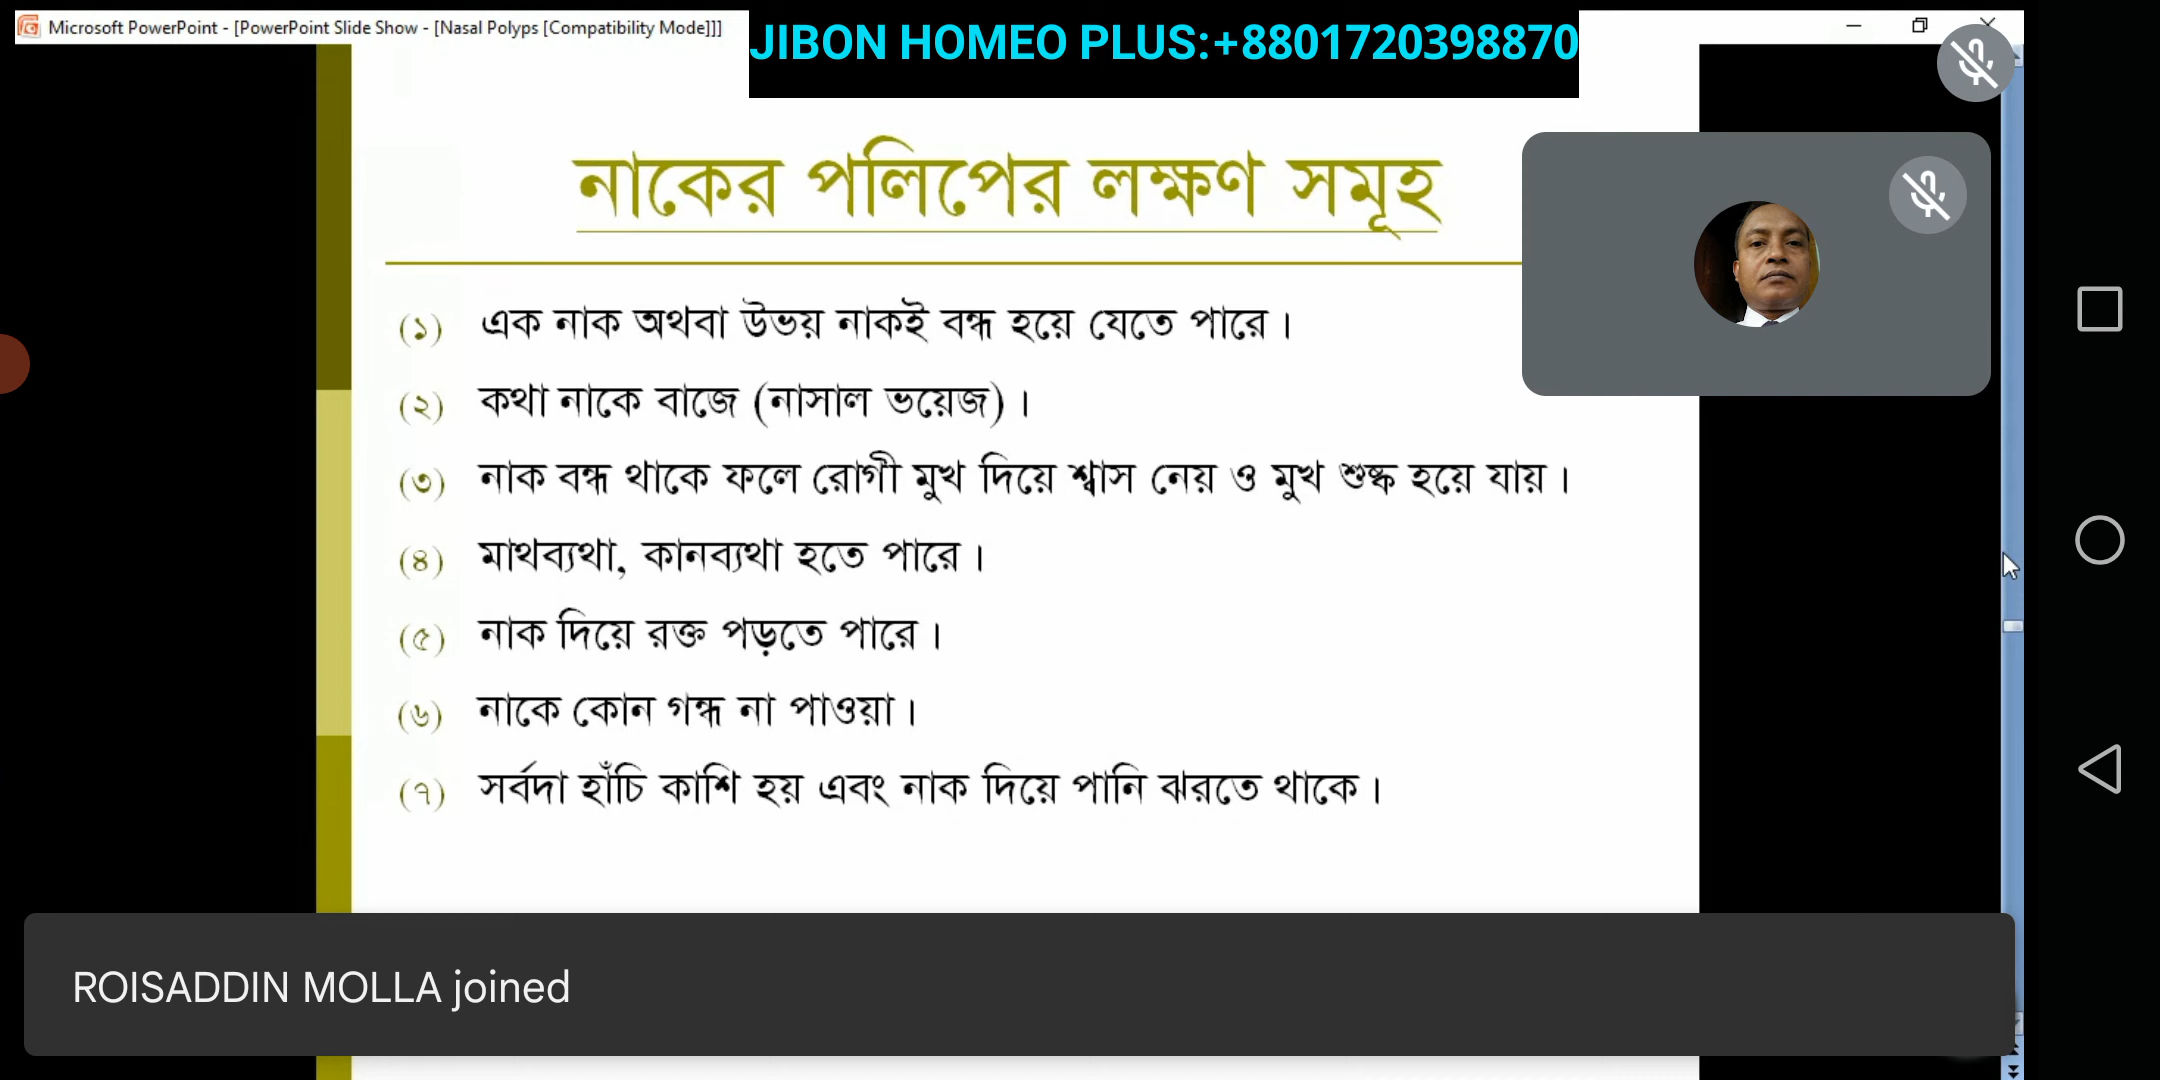 Microsoft PowerPoint - [PowerPoint Slide Show - [Nasal Polyps [Compatibility Mode]]]
JIBON HOMEO PLUS:+8801720398870
নাকের পলিপের লক্ষণ সমূহ
(১) এক নাক অথবা উভয় নাকই বন্ধ হয়ে যেতে পারে।
(২) কথা নাকে বাজে (নাসাল ভয়েজ)।
(৩) নাক বন্ধ থাকে ফলে রোগী মুখ দিয়ে শ্বাস নেয় ও মুখ শুষ্ক হয়ে যায়।
(৪) মাথব্যথা, কানব্যথা হতে পারে।
(৫) নাক দিয়ে রক্ত পড়তে পারে।
(৬) নাকে কোন গন্ধ না পাওয়া।
(৭) সর্বদা হাঁচি কাশি হয় এবং নাক দিয়ে পানি ঝরতে থাকে।
ROISADDIN MOLLA joined